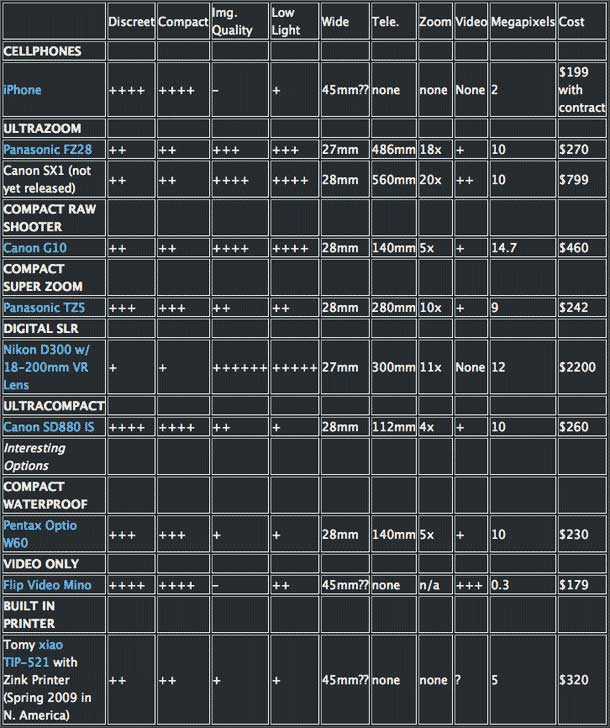 Discreet Compact Img. Quality Low Light Wide Tele. Zoom Video Megapixels Cost
CELLPHONES
iPhone ++++ ++++ – + 45mm?? none none None 2 $199 with contract
ULTRAZOOM
Panasonic FZ28 ++ ++ +++ +++ 27mm 486mm 18x + 10 $270
Canon SX1 (not yet released) ++ ++ ++++ ++++ 28mm 560mm 20x ++ 10 $799
COMPACT RAW SHOOTER
Canon G10 ++ ++ ++++ ++++ 28mm 140mm 5x + 14.7 $460
COMPACT SUPER ZOOM
Panasonic TZ5 +++ +++ ++ ++ 28mm 280mm 10x + 9 $242
DIGITAL SLR
Nikon D300 w/ 18-200mm VR Lens + + ++++++ +++++ 27mm 300mm 11x None 12 $2200
ULTRACOMPACT
Canon SD880 IS ++++ ++++ ++ + 28mm 112mm 4x + 10 $260
Interesting Options
COMPACT WATERPROOF
Pentax Optio W60 +++ +++ + + 28mm 140mm 5x + 10 $230
VIDEO ONLY
Flip Video Mino ++++ ++++ – ++ 45mm?? none n/a +++ 0.3 $179
BUILT IN PRINTER
Tomy xiao TIP-521 with Zink Printer (Spring 2009 in N. America) ++ ++ + + 45mm?? none none ? 5 $320